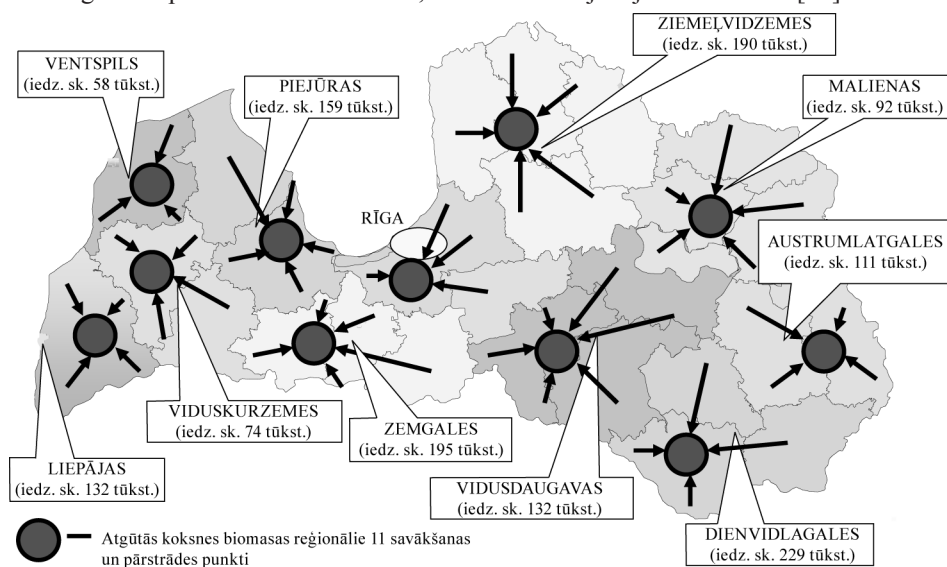 ZIEMEĻVIDZEMES
(iedz. sk. 190 tūkst.)
VENTSPILS
(iedz. sk. 58 tūkst.)
PIEJŪRAS
(iedz. sk. 159 tūkst.)
MALIENAS
(iedz. sk. 92 tūkst.)
RĪGA
AUSTRUMLATGALES
(iedz. sk. 111 tūkst.)
VIDUSKURZEMES
(iedz. sk. 74 tūkst.)
ZEMGALES
(iedz. sk. 195 tūkst.)
LIEPĀJAS
(iedz. sk. 132 tūkst.)
VIDUSDAUGAVAS
(iedz. sk. 132 tūkst.)
DIENVIDLAGALES
(iedz. sk. 229 tūkst.)
Atgūtās koksnes biomasas reģionālie 11 savākšanas
un pārstrādes punkti